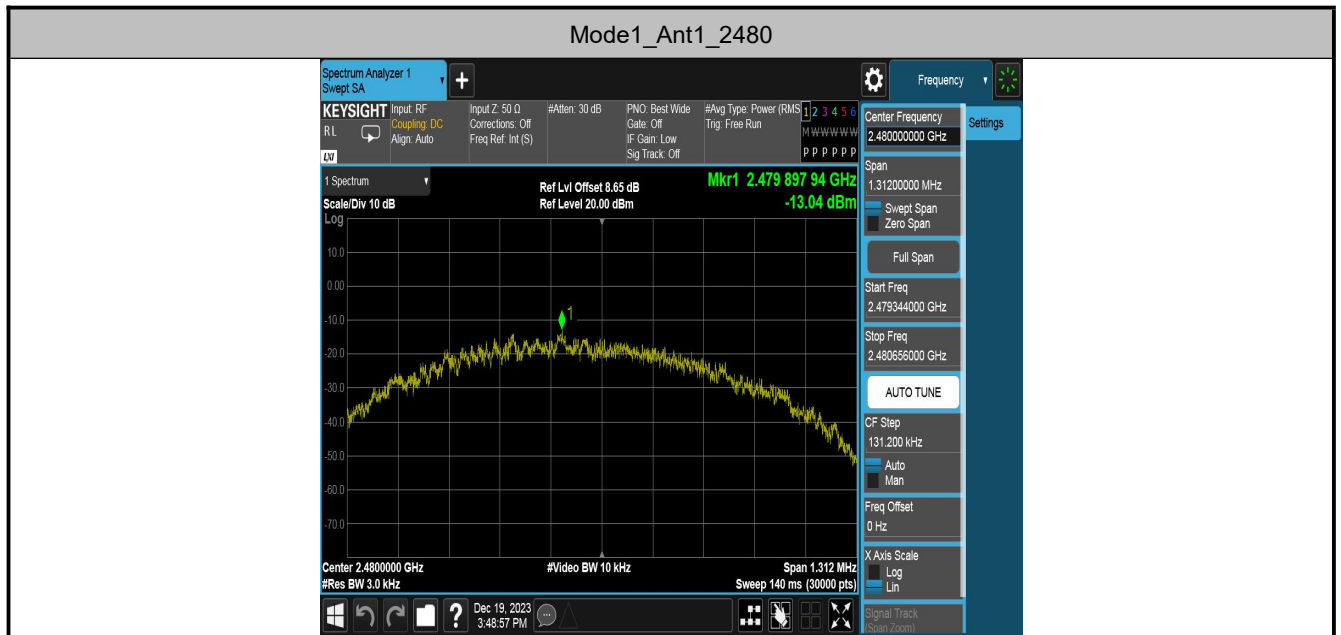 Mode1_Ant1_2480
Spectrum Analyzer 1
Swept SA
+
Frequency
KEYSIGHT
RL
LXI
Input: RF
Coupling: DC
Align: Auto
Input Z: 50 Ω
Corrections: Off
Freq Ref: Int (S)
#Atten: 30 dB
PNO: Best Wide
Gate: Off
IF Gain: Low
Sig Track: Off
#Avg Type: Power (RMS
Trig: Free Run
1 2 3 4 5 6
M W W W W W
P P P P P P
1 Spectrum
Scale/Div 10 dB
Ref Lvl Offset 8.65 dB
Ref Level 20.00 dBm
Mkr1 2.479 897 94 GHz
-13.04 dBm
Log
10.0
0.00
-10.0
-20.0
-30.0
-40.0
-50.0
-60.0
-70.0
1
Center 2.4800000 GHz
#Res BW 3.0 kHz
#Video BW 10 kHz
Span 1.312 MHz
Sweep 140 ms (30000 pts)
Center Frequency
2.480000000 GHz
Settings
Span
1.31200000 MHz
Swept Span
Zero Span
Full Span
Start Freq
2.479344000 GHz
Stop Freq
2.480656000 GHz
AUTO TUNE
CF Step
131.200 kHz
Auto
Man
Freq Offset
0 Hz
X Axis Scale
Log
Lin
Signal Track
(Span Zoom)
?
Dec 19, 2023
3:48:57 PM